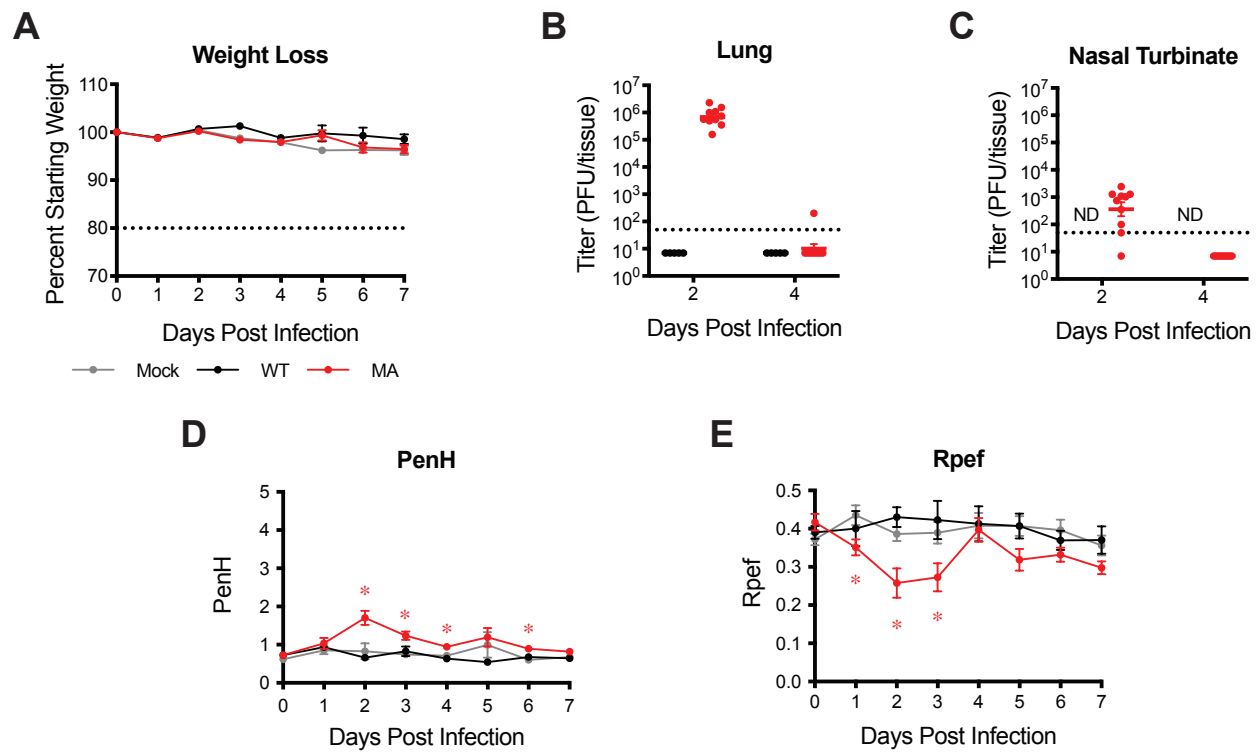 A
Weight Loss
Percent Starting Weight
110
100
90
80
70
0 1 2 3 4 5 6 7
Days Post Infection
Mock WT MA
B
Lung
Titer (PFU/tissue)
10⁷
10⁶
10⁵
10⁴
10³
10²
10¹
10⁰
2 4
Days Post Infection
C
Nasal Turbinate
Titer (PFU/tissue)
10⁷
10⁶
10⁵
10⁴
10³
10²
10¹
10⁰
ND ND
2 4
Days Post Infection
D
PenH
PenH
5
4
3
2
1
0
* * * *
0 1 2 3 4 5 6 7
Days Post Infection
E
Rpef
Rpef
0.5
0.4
0.3
0.2
0.1
0.0
* * *
0 1 2 3 4 5 6 7
Days Post Infection